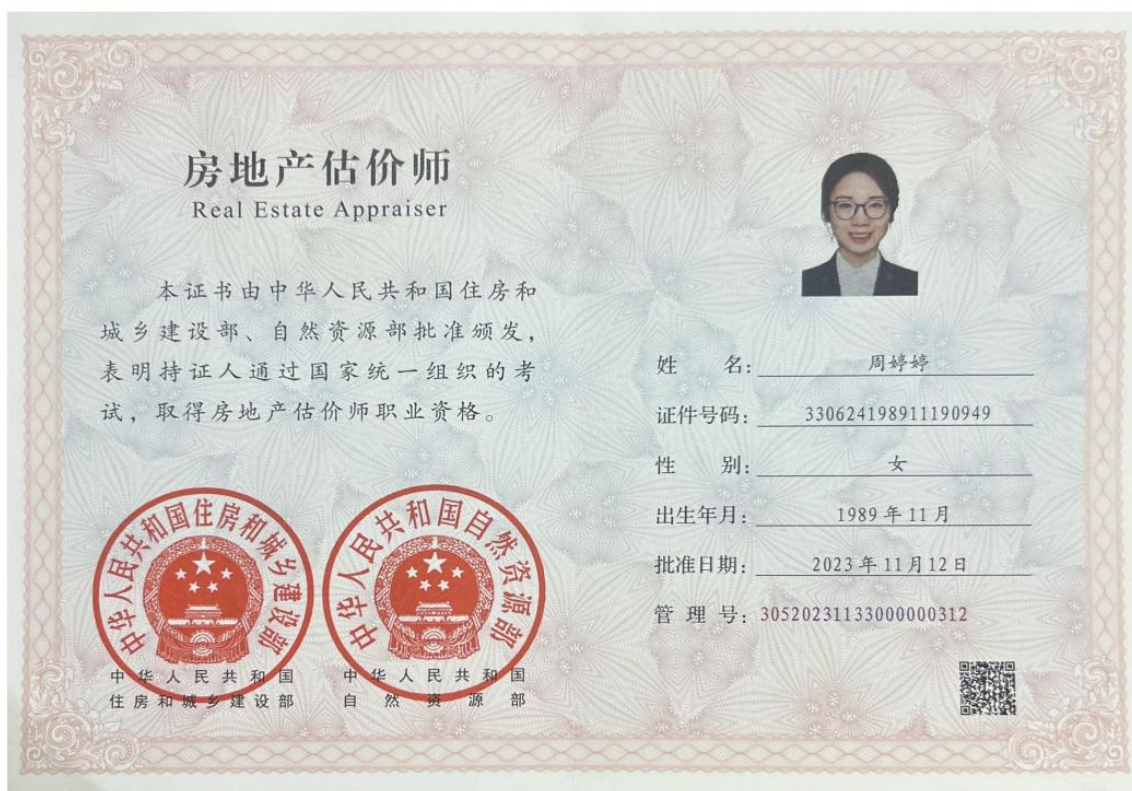 房地产估价师
Real Estate Appraiser
本证书由中华人民共和国住房和
城乡建设部、自然资源部批准颁发，
表明持证人通过国家统一组织的考
试，取得房地产估价师职业资格。
中华人民共和国住房和城乡建设部
中华人民共和国自然资源部
中华人民共和国
住房和城乡建设部
中华人民共和国
自然资源部
姓 名：周婷婷
证件号码：330624198911190949
性 别：女
出生年月：1989年11月
批准日期：2023年11月12日
管 理 号：30520231133000000312